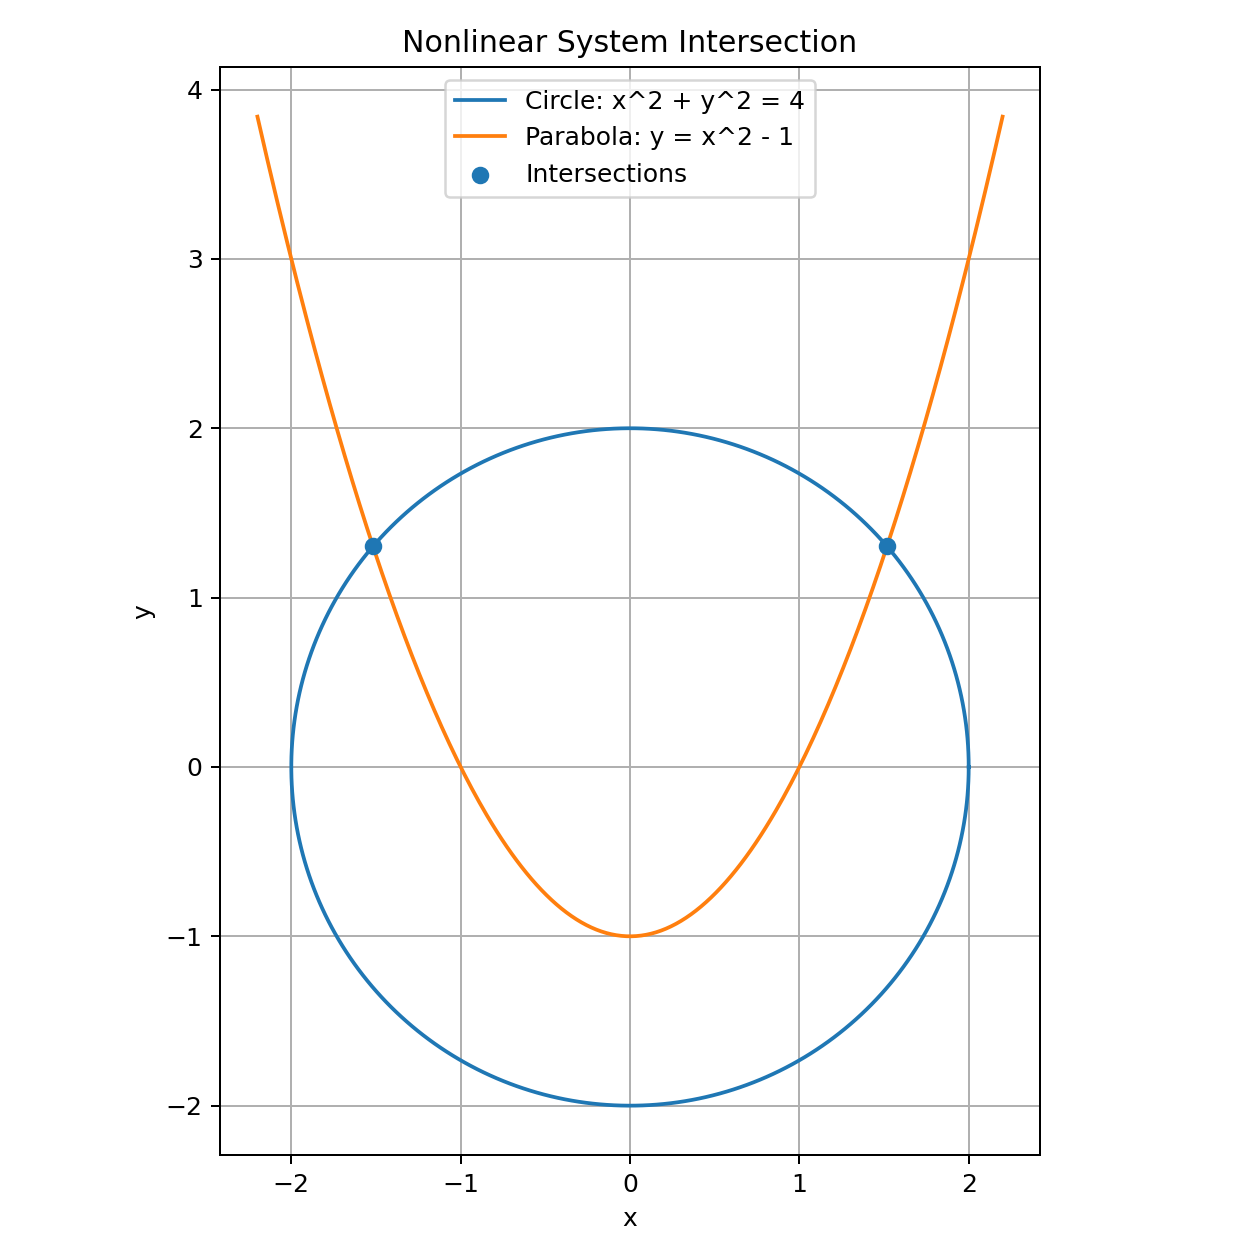 Nonlinear System Intersection
Circle: x^2 + y^2 = 4
Parabola: y = x^2 - 1
Intersections
4
3
2
1
0
−1
−2
y
−2 −1 0 1 2
x